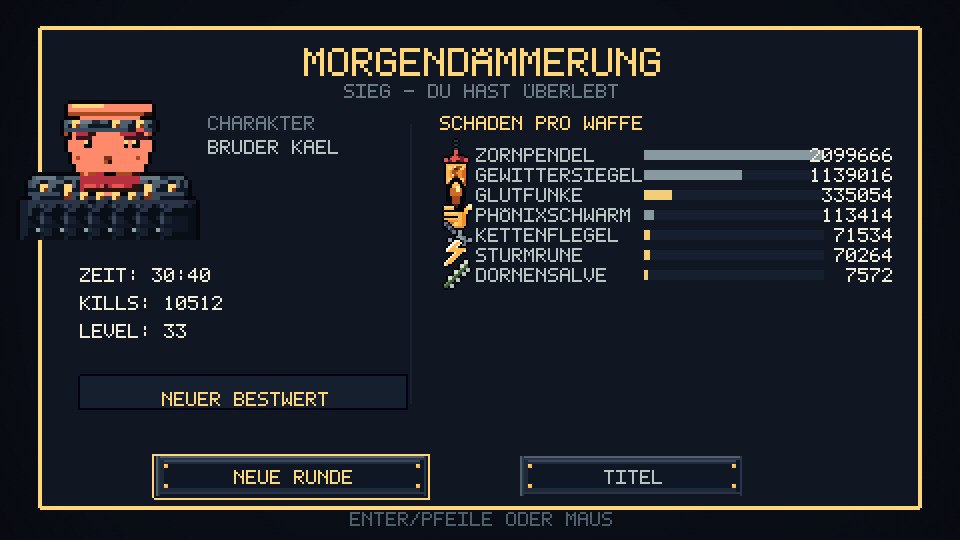 MORGENDÄMMERUNG
SIEG - DU HAST ÜBERLEBT
CHARAKTER
BRUDER KAEL
ZEIT: 30:40
KILLS: 10512
LEVEL: 33
NEUER BESTWERT
SCHADEN PRO WAFFE
ZORNPENDEL 2099666
GEWITTERSIEGEL 1139016
GLUTFUNKE 335054
PHÖNIXSCHWARM 113414
KETTENFLEGEL 71534
STURMRUNE 70264
DORNENSALVE 7572
NEUE RUNDE
TITEL
ENTER/PFEILE ODER MAUS